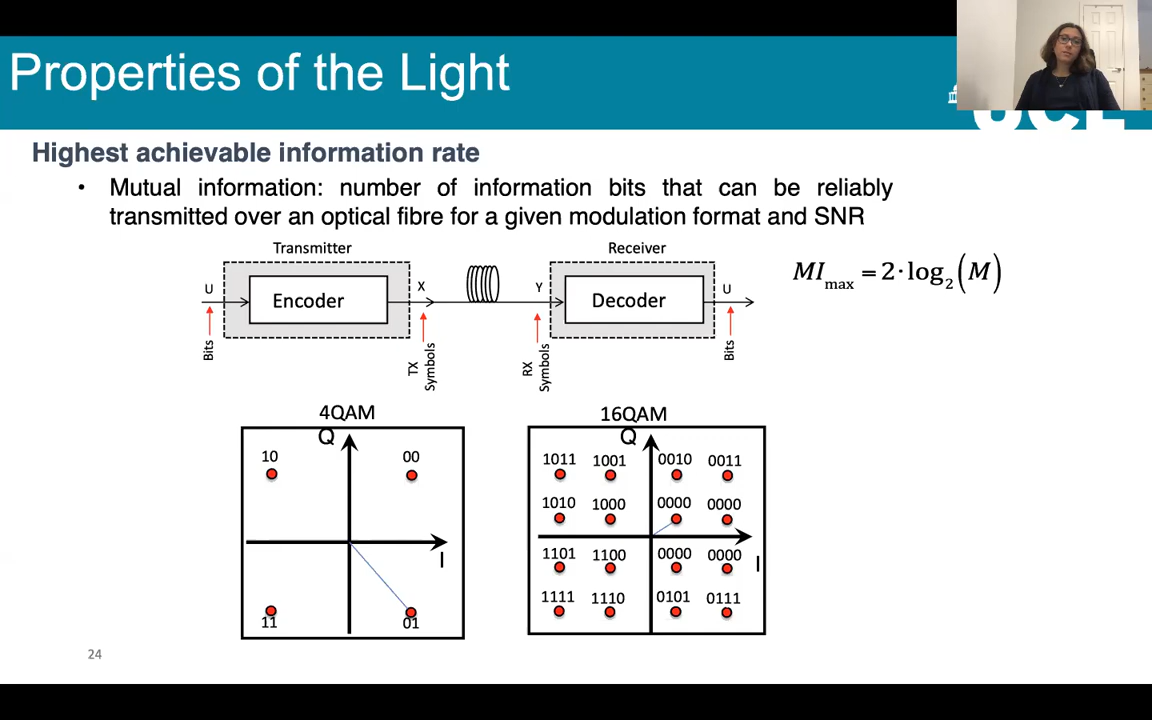 Properties of the Light
UCL
Highest achievable information rate
• Mutual information: number of information bits that can be reliably
transmitted over an optical fibre for a given modulation format and SNR
Transmitter
Receiver
MImax = 2·log2(M)
U
Encoder
X
Y
Decoder
U
Bits
TX
Symbols
RX
Symbols
Bits
4QAM
Q
10
00
I
11
01
16QAM
Q
1011 1001 0010 0011
1010 1000 0000 0000
1101 1100 0000 0000
I
1111 1110 0101 0111
24